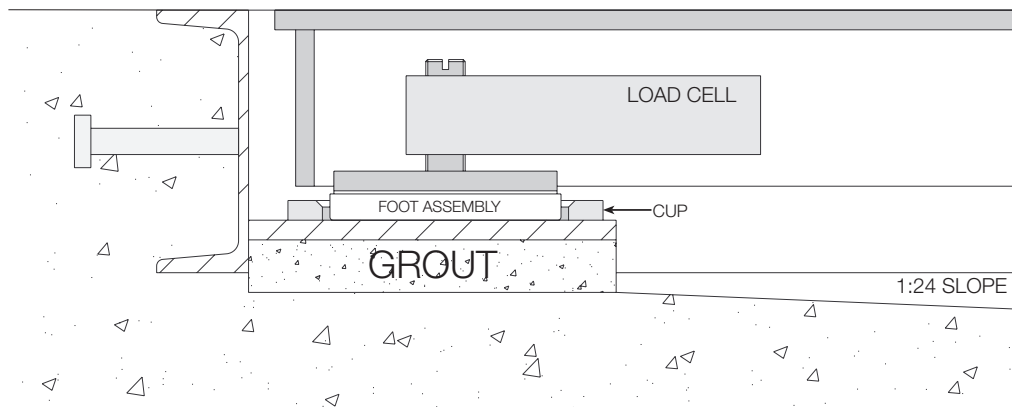 LOAD CELL
FOOT ASSEMBLY
CUP
GROUT
1:24 SLOPE